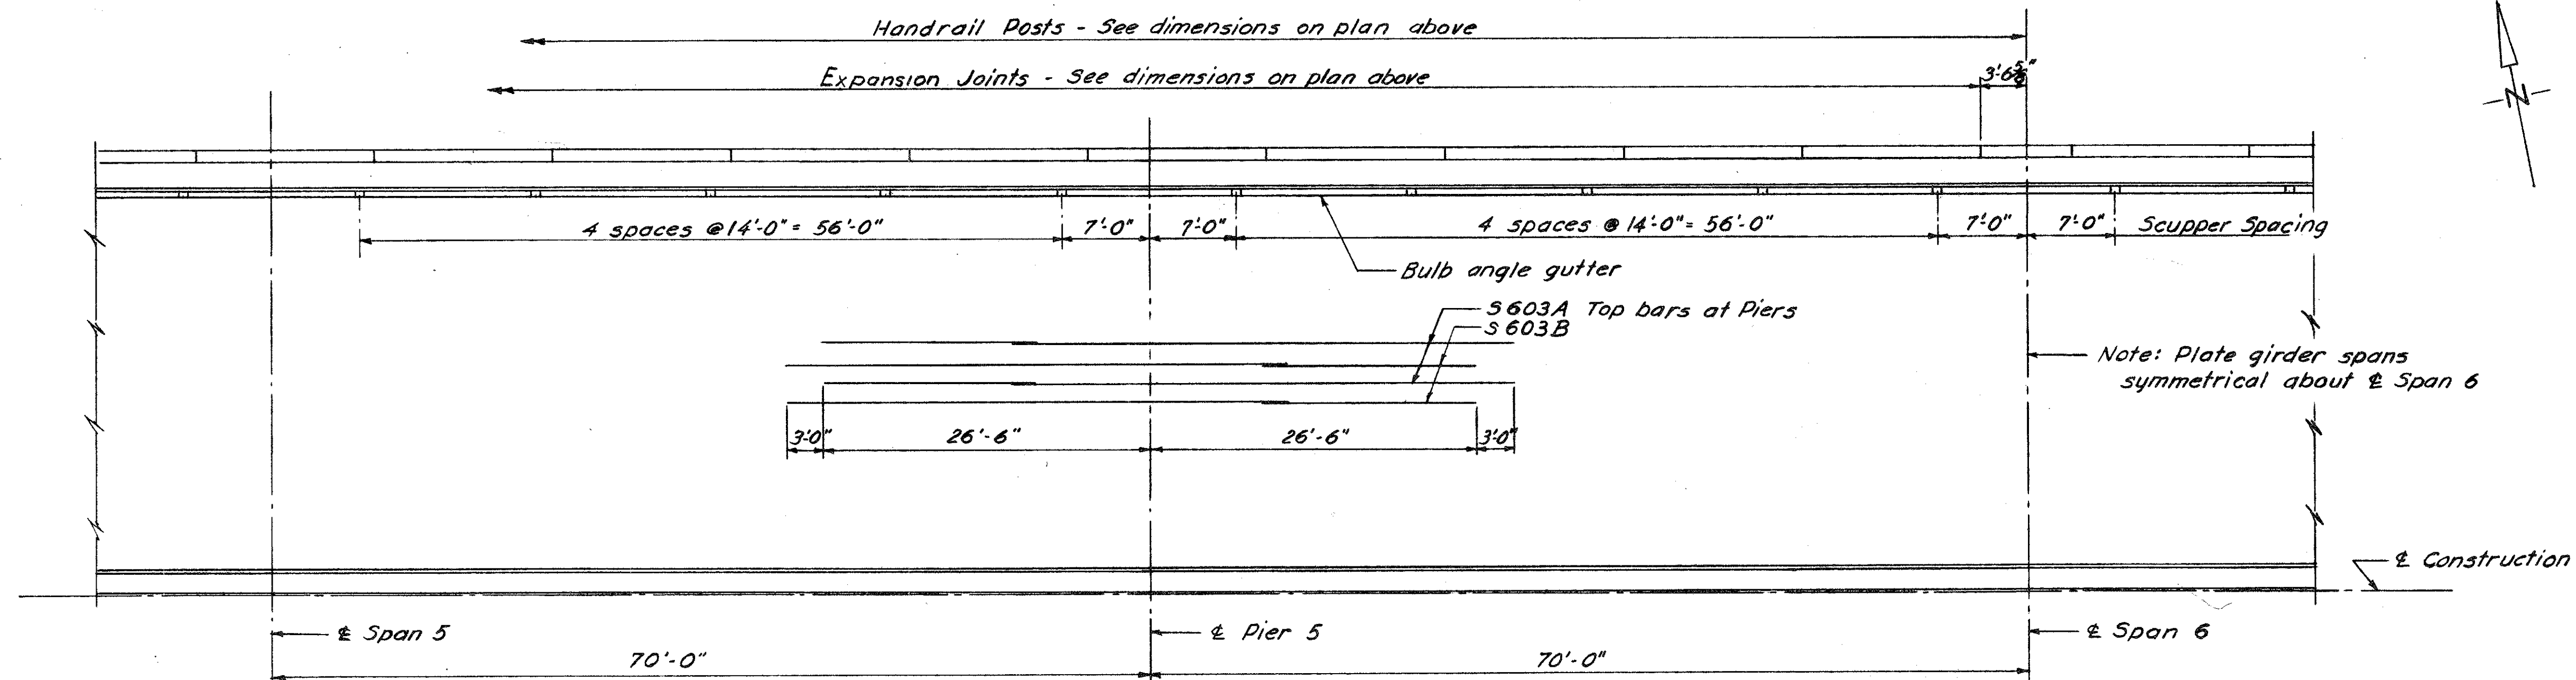 Handrail Posts - See dimensions on plan above
Expansion Joints - See dimensions on plan above
3'-6⅝"
N
4 spaces @ 14'-0" = 56'-0"
7'-0"
7'-0"
4 spaces @ 14'-0" = 56'-0"
7'-0"
7'-0"
Scupper Spacing
Bulb angle gutter
S603A Top bars at Piers
S603B
Note: Plate girder spans
symmetrical about ℄ Span 6
3'-0"
26'-6"
26'-6"
3'-0"
℄ Construction
℄ Span 5
℄ Pier 5
℄ Span 6
70'-0"
70'-0"